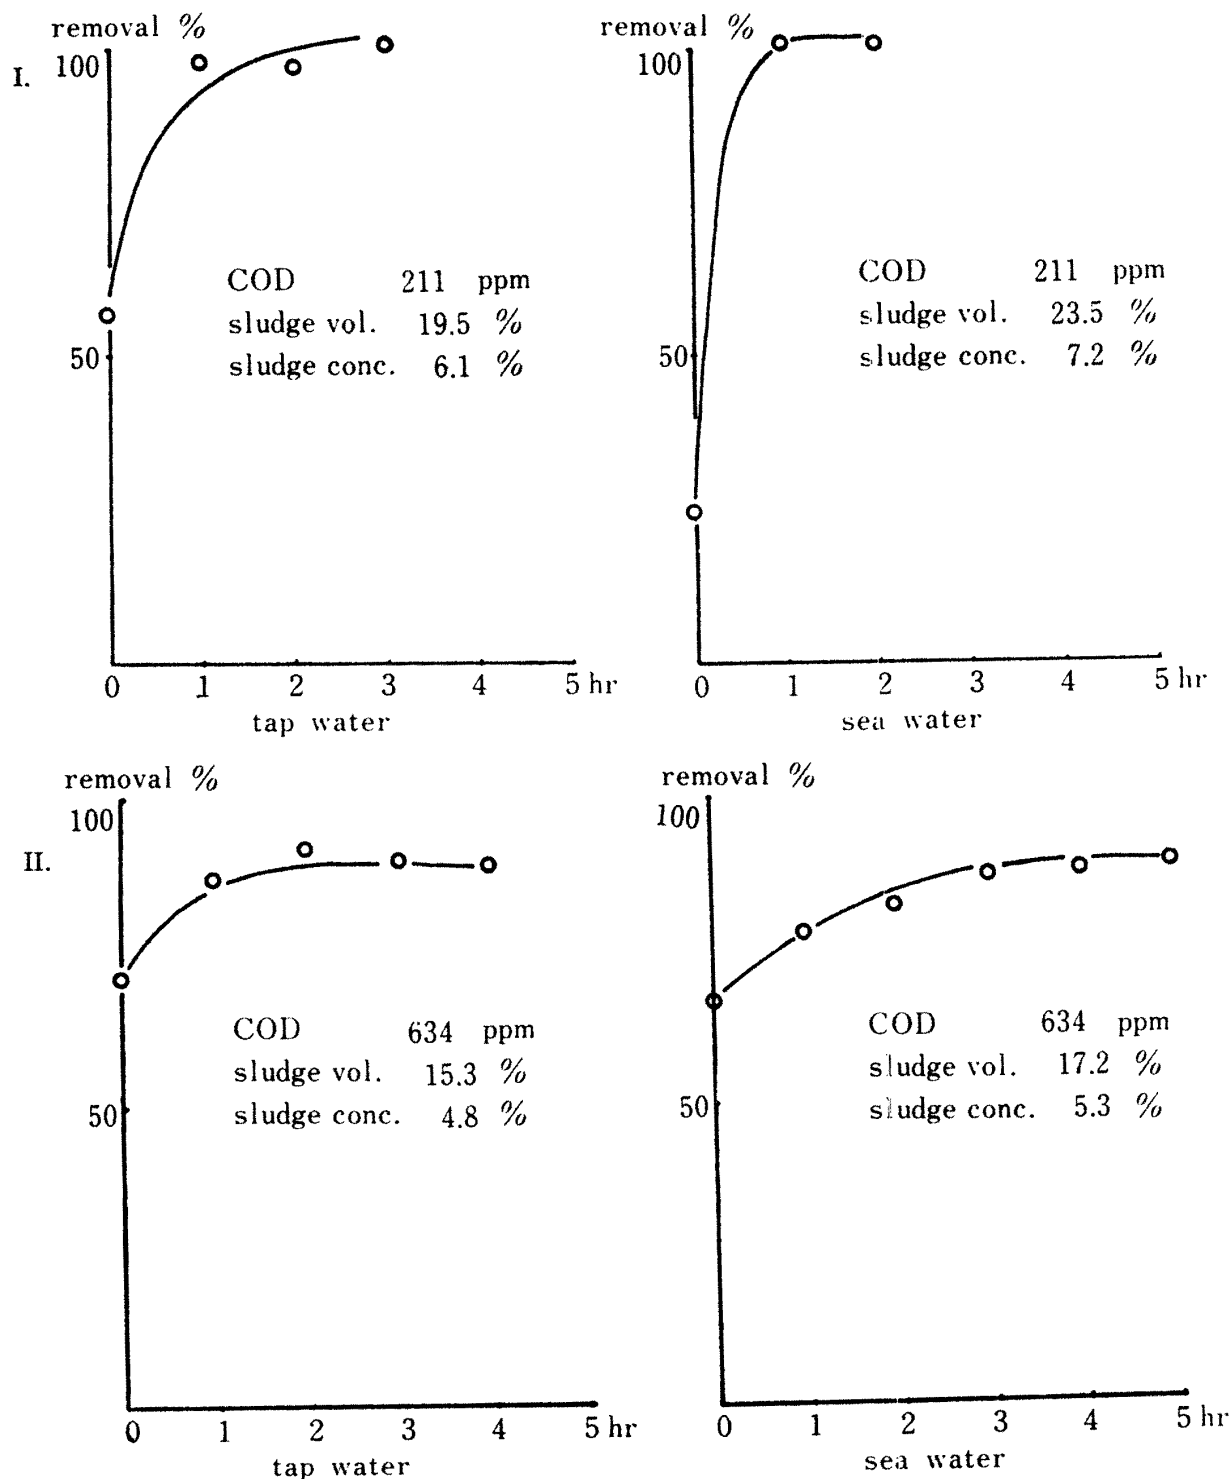 I.
removal %
100
50
COD 211 ppm
sludge vol. 19.5 %
sludge conc. 6.1 %
0 1 2 3 4 5 hr
tap water
removal %
100
50
COD 211 ppm
sludge vol. 23.5 %
sludge conc. 7.2 %
0 1 2 3 4 5 hr
sea water
II.
removal %
100
50
COD 634 ppm
sludge vol. 15.3 %
sludge conc. 4.8 %
0 1 2 3 4 5 hr
tap water
removal %
100
50
COD 634 ppm
sludge vol. 17.2 %
sludge conc. 5.3 %
0 1 2 3 4 5 hr
sea water